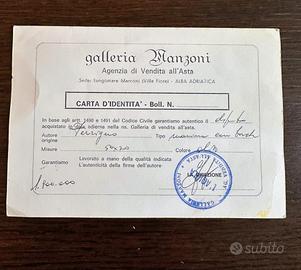 galleria Manzoni
Agenzia di Vendita all'Asta
Sede: Lungomare Marconi (Villa Fiore) - ALBA ADRIATICA
CARTA D'IDENTITA' - Boll. N.
In base agli artt. 1490 e 1491 del Codice Civile garantiamo autentico il dipinto
acquistato odierna nella ns. Galleria di vendita all'asta.
Autore Tipo
Misure 50x70 Colore
Garantiamo Lavorato a mano della qualità indicata
L'autenticità della firma dell'autore
LA DIREZIONE
GALLERIA MANZONI
subito